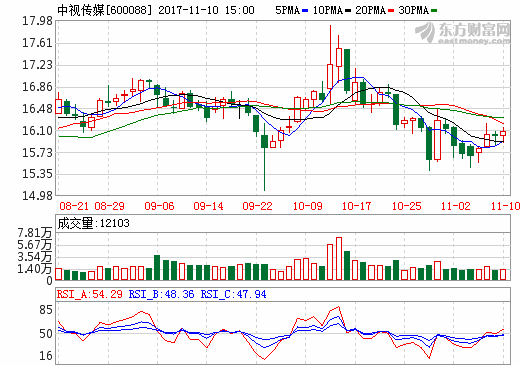 中视传媒[600088] 2017-11-10 15:00 5PMA 10PMA 20PMA 30PMA
东方财富网
eastmoney.com
17.98
17.61
17.23
16.86
16.48
16.10
15.73
15.35
14.98
08-21 08-29 09-06 09-14 09-22 10-09 10-17 10-25 11-02 11-10
成交量:12103
7.81万
5.67万
3.54万
1.40万
0
RSI_A:54.29 RSI_B:48.36 RSI_C:47.94
85
50
16